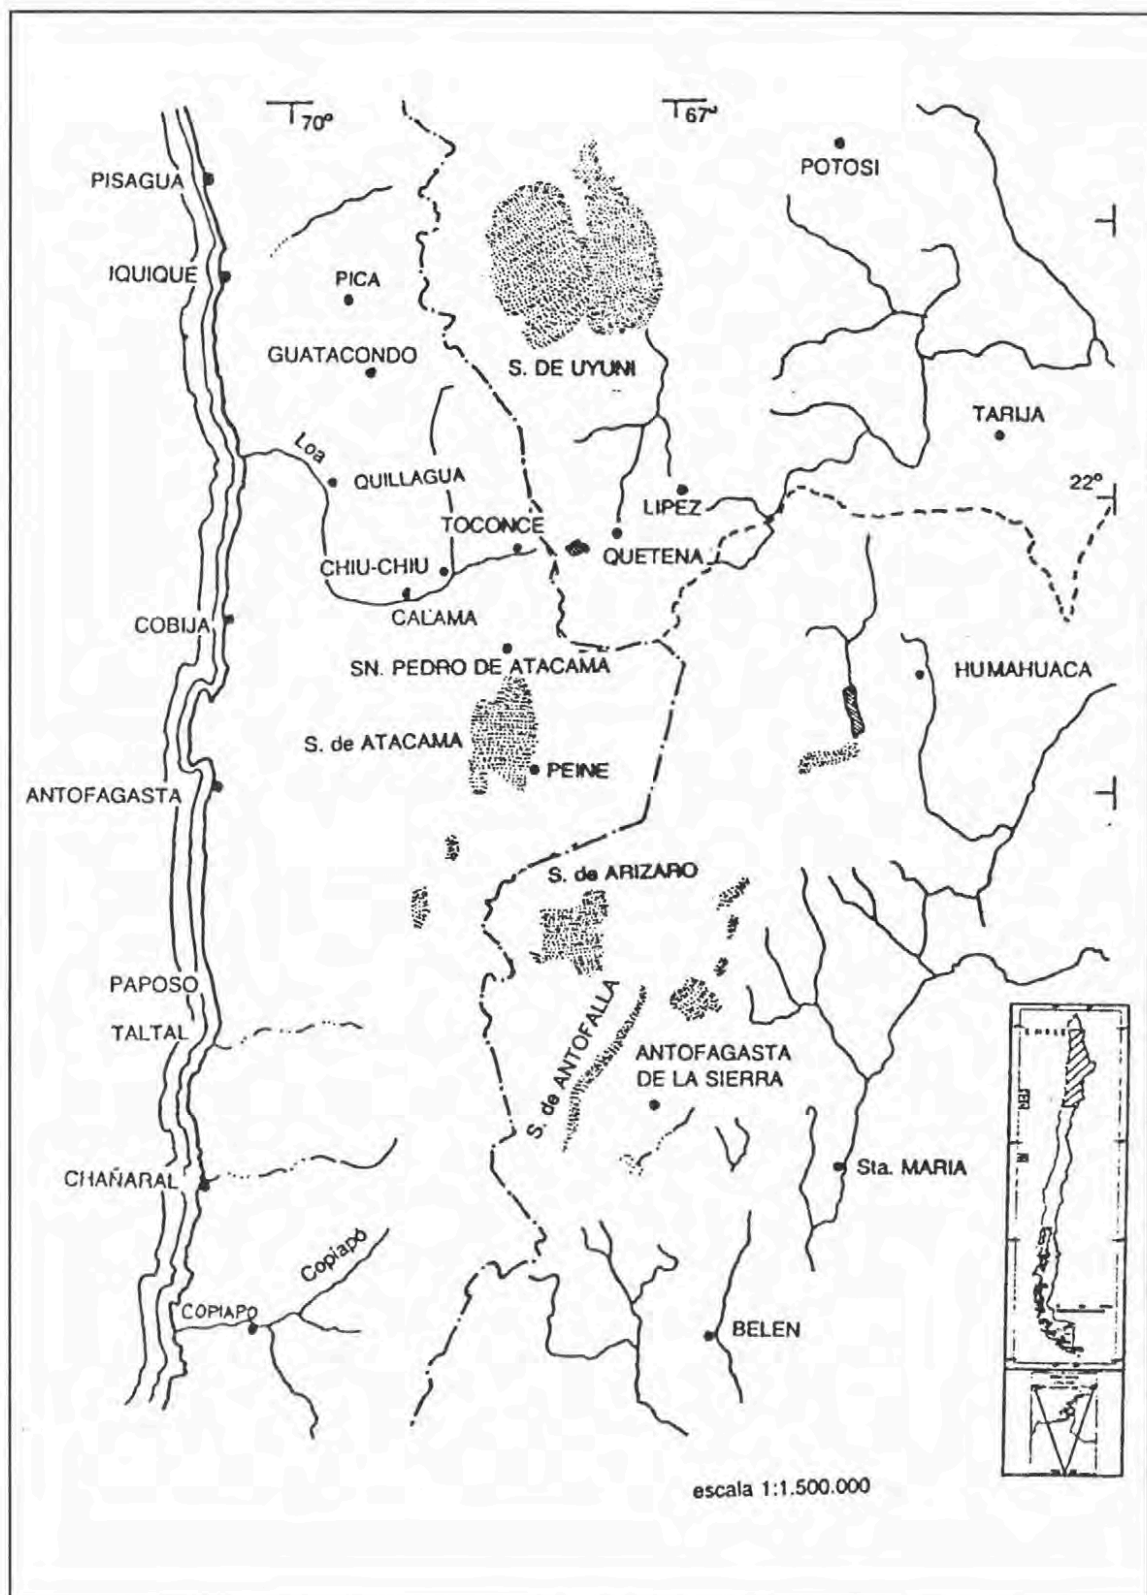 70°
67°
POTOSI
PISAGUA
IQUIQUE
PICA
GUATACONDO
S. DE UYUNI
TARIJA
Loa
QUILLAGUA
22°
LIPEZ
TOCONCE
QUETENA
CHIU-CHIU
CALAMA
COBIJA
SN. PEDRO DE ATACAMA
HUMAHUACA
S. de ATACAMA
PEINE
ANTOFAGASTA
S. de ARIZARO
PAPOSO
TALTAL
S. de ANTOFALLA
ANTOFAGASTA
DE LA SIERRA
CHILE
CHAÑARAL
Sta. MARIA
Copiapó
COPIAPO
BELEN
escala 1:1.500.000